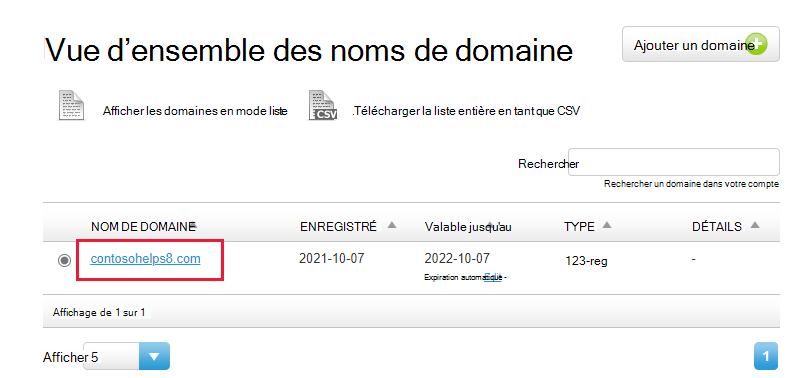 Vue d’ensemble des noms de domaine
Ajouter un domaine
Afficher les domaines en mode liste
CSV
.Télécharger la liste entière en tant que CSV
Rechercher
Rechercher un domaine dans votre compte
NOM DE DOMAINE ENREGISTRÉ Valable jusqu'au TYPE DÉTAILS
contosohelps8.com 2021-10-07 2022-10-07 123-reg -
Expiration automatique -
Affichage de 1 sur 1
Afficher 5 1